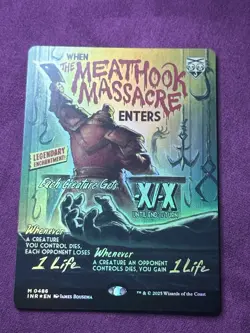 WHEN
THE MEATHOOK
MASSACRE
ENTERS
LEGENDARY
ENCHANTMENT
Each Creature Gets
-X/-X
UNTIL END OF TURN
Whenever
A CREATURE
YOU CONTROL DIES,
EACH OPPONENT LOSES
1 Life
Whenever
A CREATURE AN OPPONENT
CONTROLS DIES, YOU GAIN
1 Life
M 0486
INR • EN
™ & © 2025 Wizards of the Coast